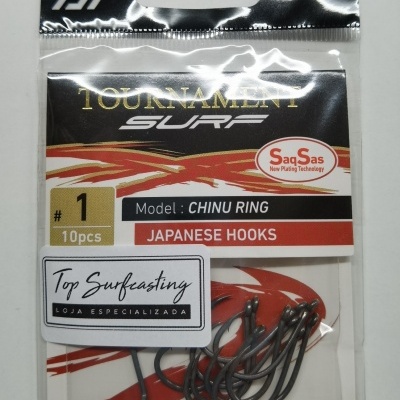 TOURNAMENT
SURF
SaqSas
New Plating Technology
# 1
10pcs
Model : CHINU RING
JAPANESE HOOKS
Top Surfcasting
LOJA ESPECIALIZADA